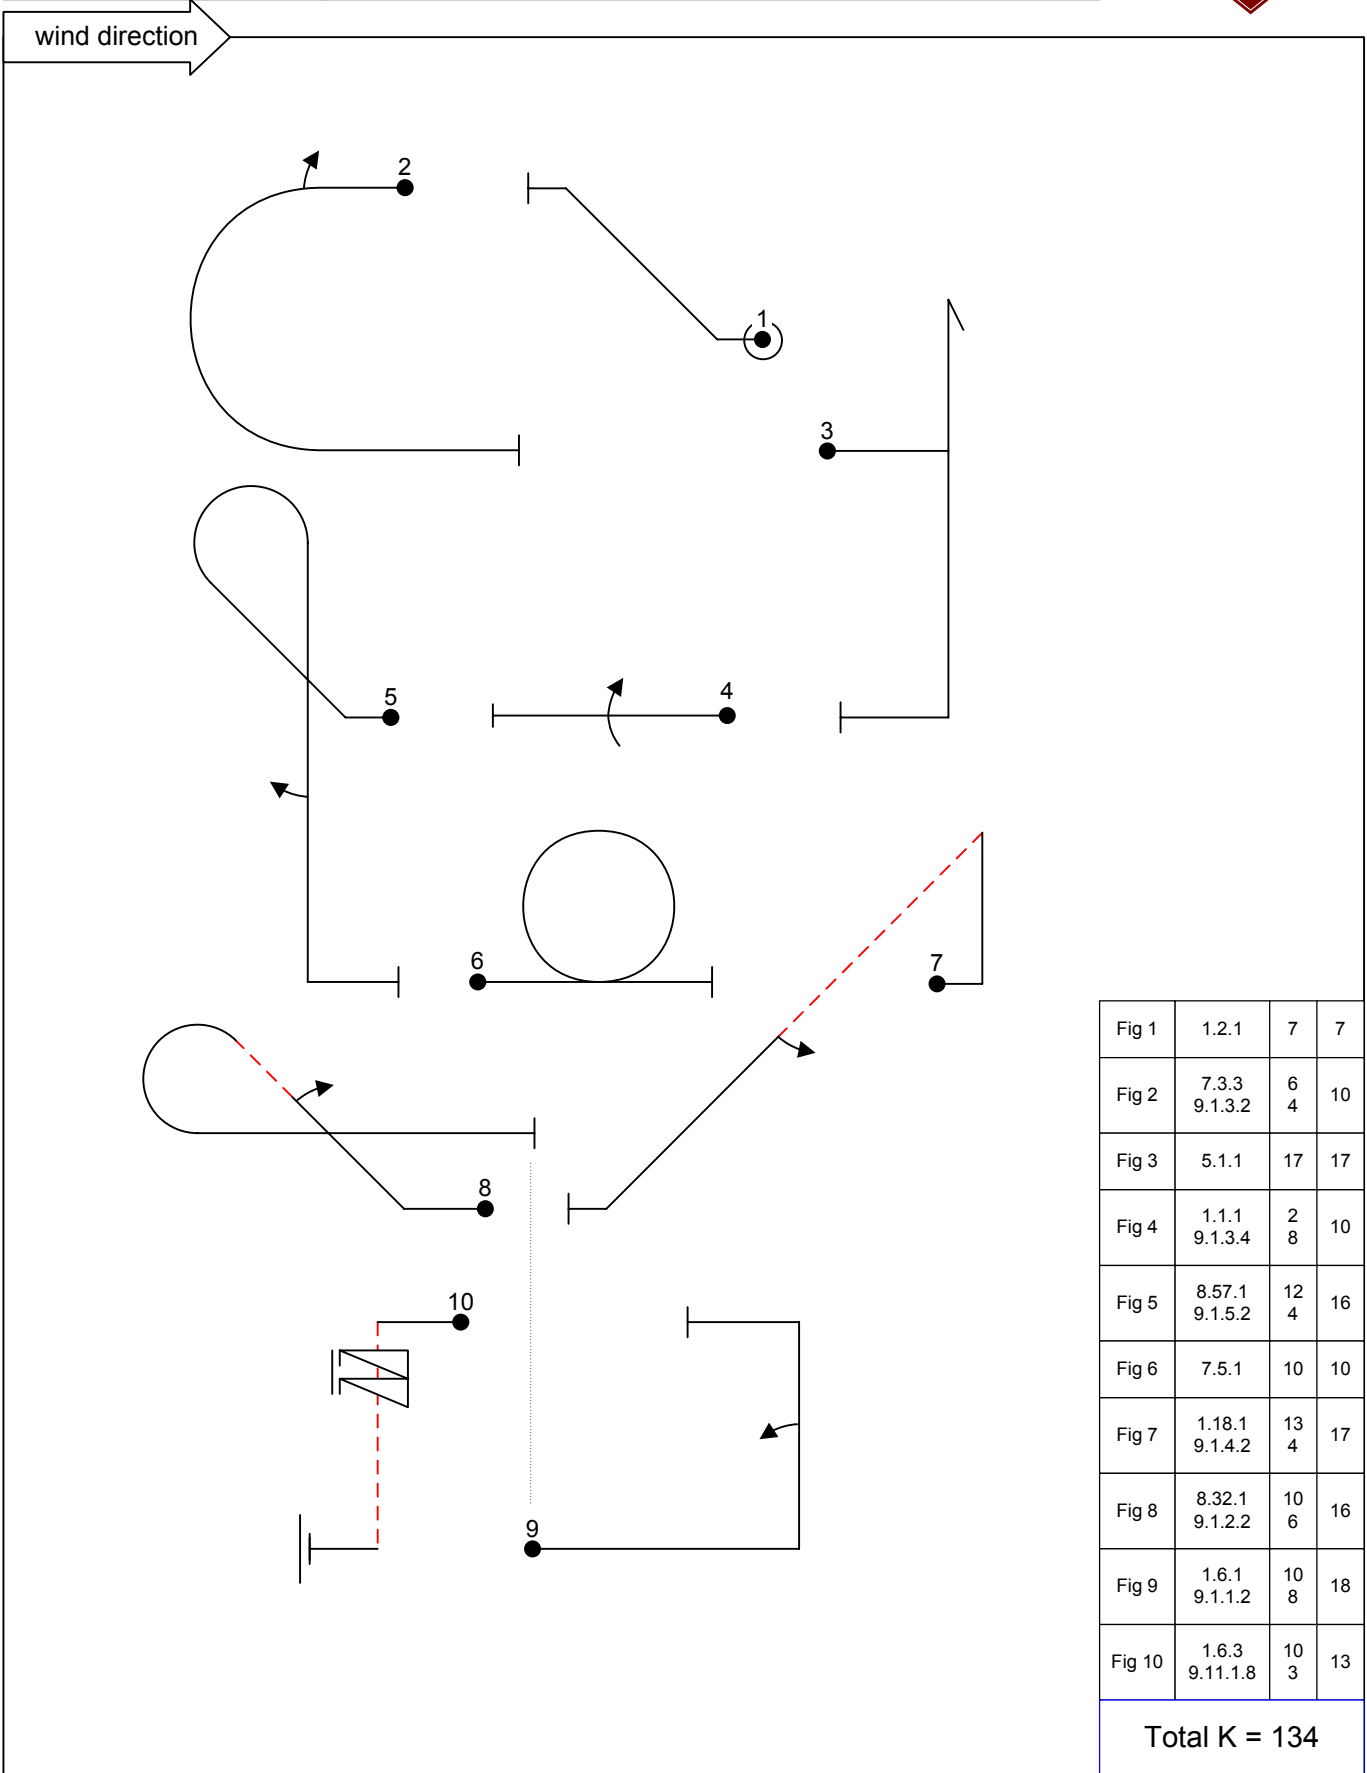 wind direction
2
1
3
5
4
6
7
8
10
9
Fig 1 1.2.1 7 7
Fig 2 7.3.3 6 10
9.1.3.2 4
Fig 3 5.1.1 17 17
Fig 4 1.1.1 2 10
9.1.3.4 8
Fig 5 8.57.1 12 16
9.1.5.2 4
Fig 6 7.5.1 10 10
Fig 7 1.18.1 13 17
9.1.4.2 4
Fig 8 8.32.1 10 16
9.1.2.2 6
Fig 9 1.6.1 10 18
9.1.1.2 8
Fig 10 1.6.3 10 13
9.11.1.8 3
Total K = 134